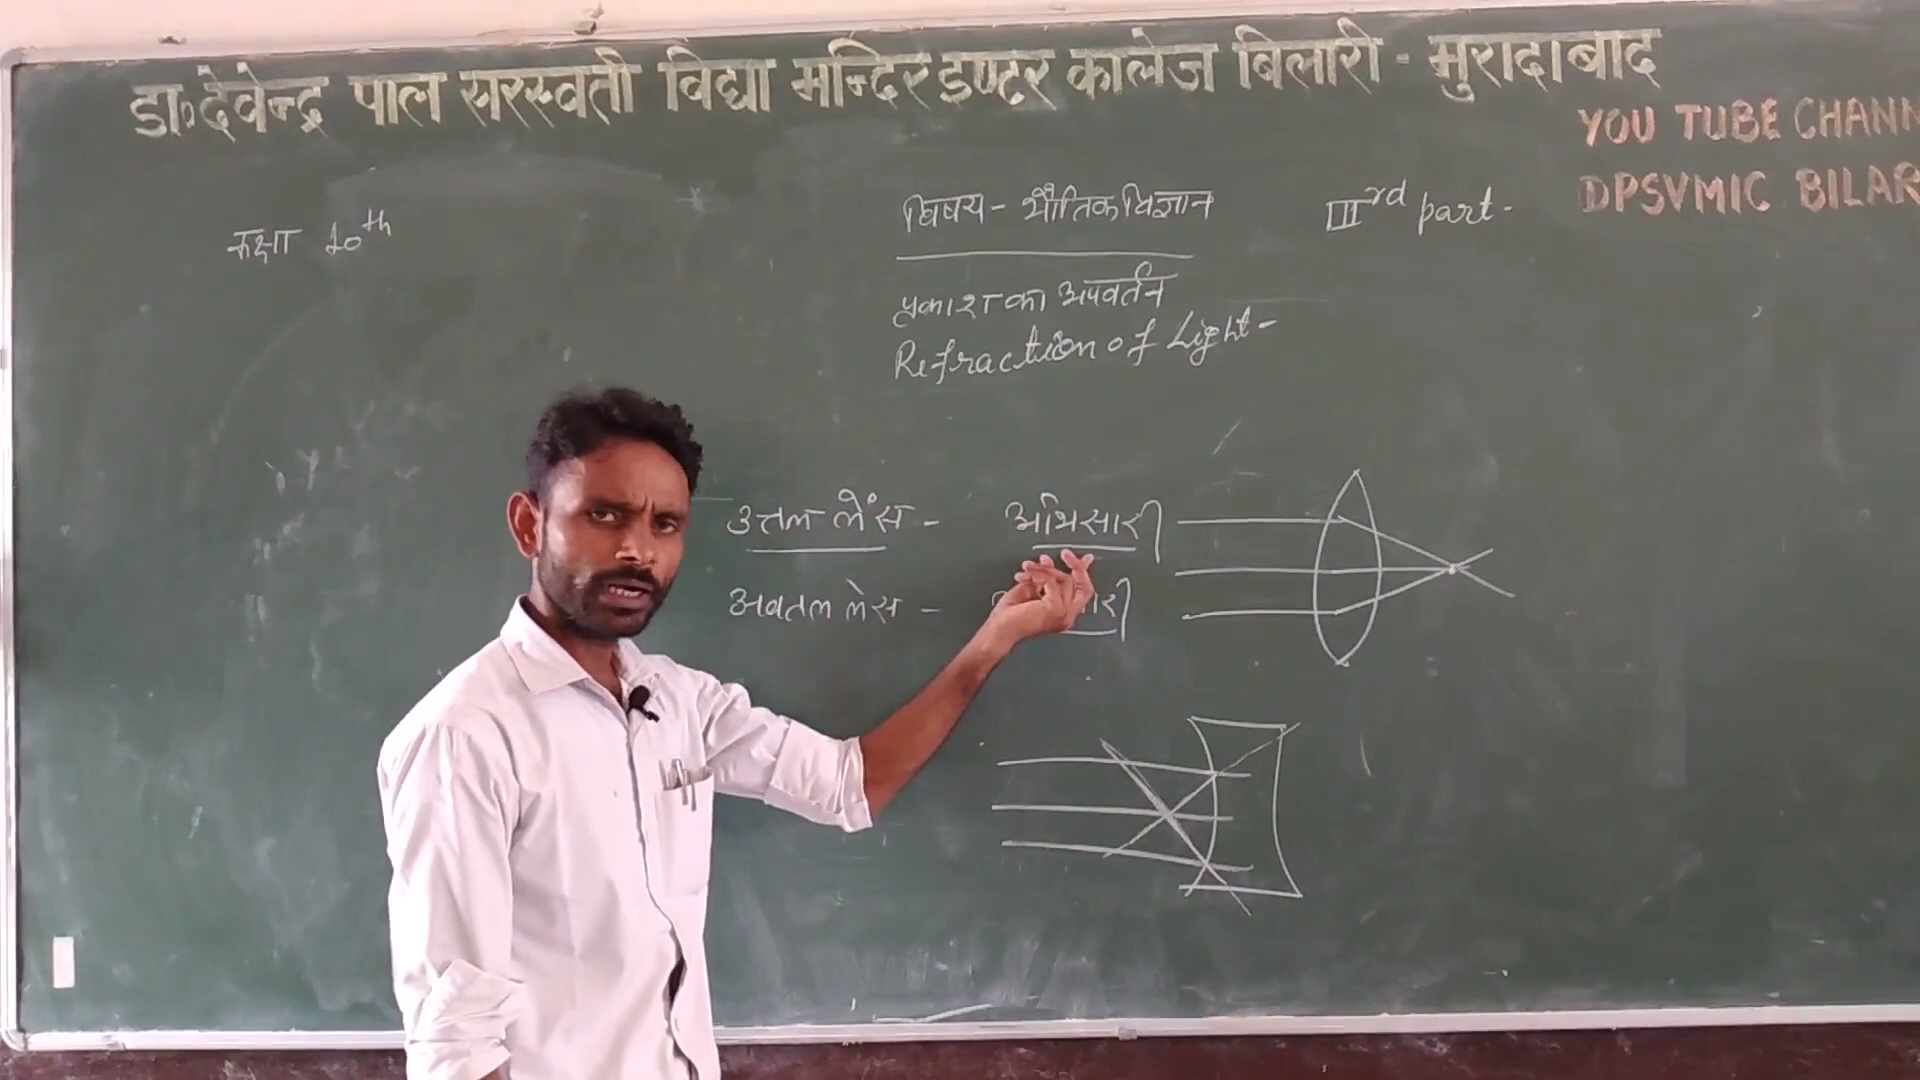 डा०देवेन्द्र पाल सरस्वती विद्या मन्दिर इण्टर कालेज बिलारी - मुरादाबाद
YOU TUBE CHANN
DPSVMIC BILAR
कक्षा 10th
विषय - भौतिक विज्ञान
IIIrd part -
प्रकाश का अपवर्तन
Refraction of Light -
उत्तल लेंस - अभिसारी
अवतल लेस -